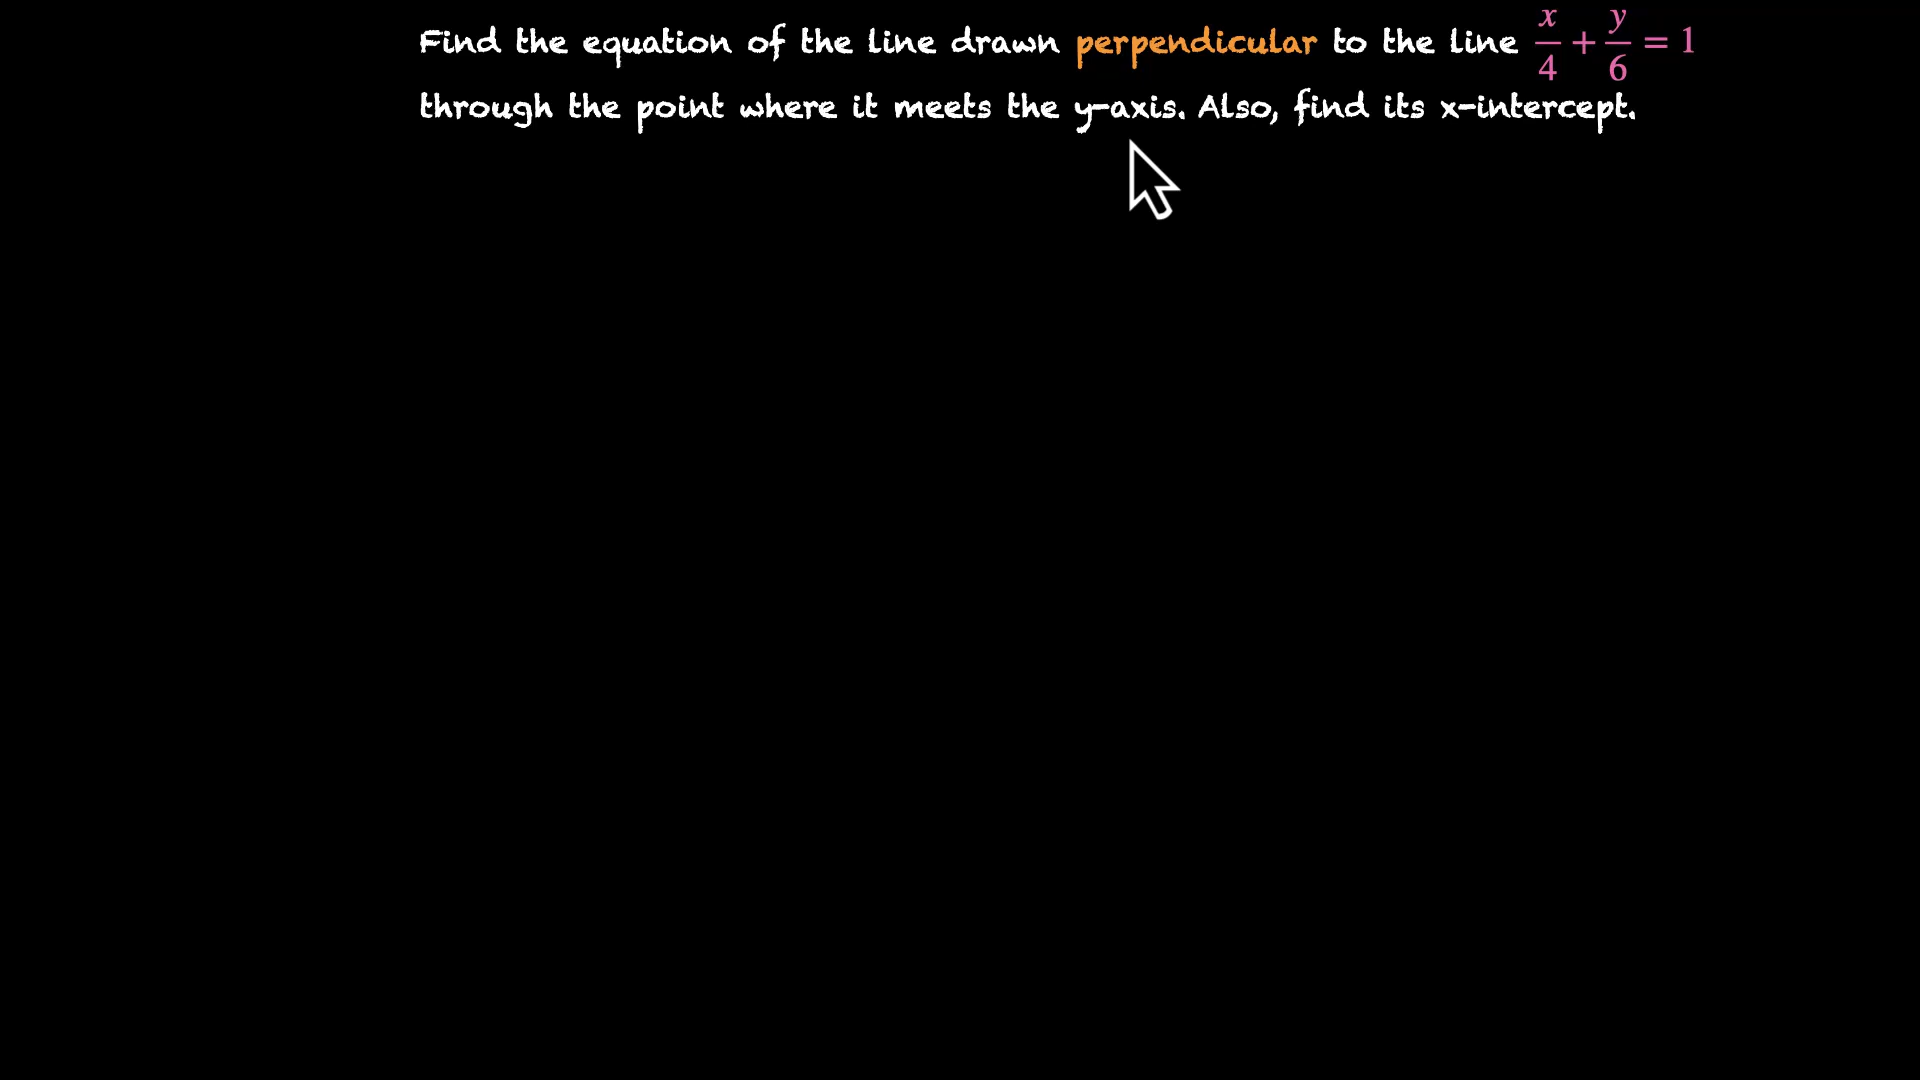 Find the equation of the line drawn perpendicular to the line x/4 + y/6 = 1
through the point where it meets the y-axis. Also, find its x-intercept.